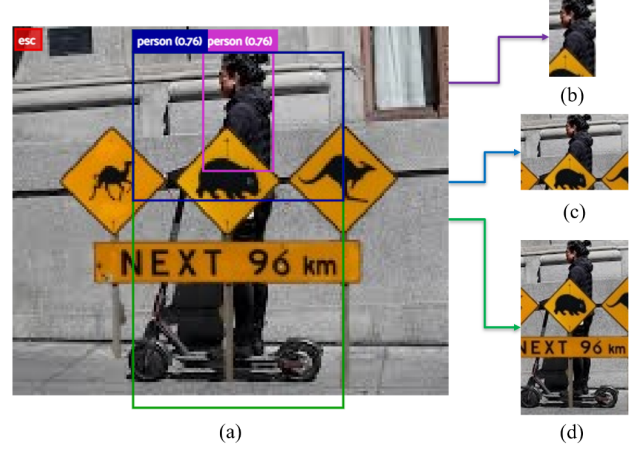 esc
person (0.76) person (0.76)
NEXT 96 km
(a)
(b)
(c)
NEXT 96 km
(d)